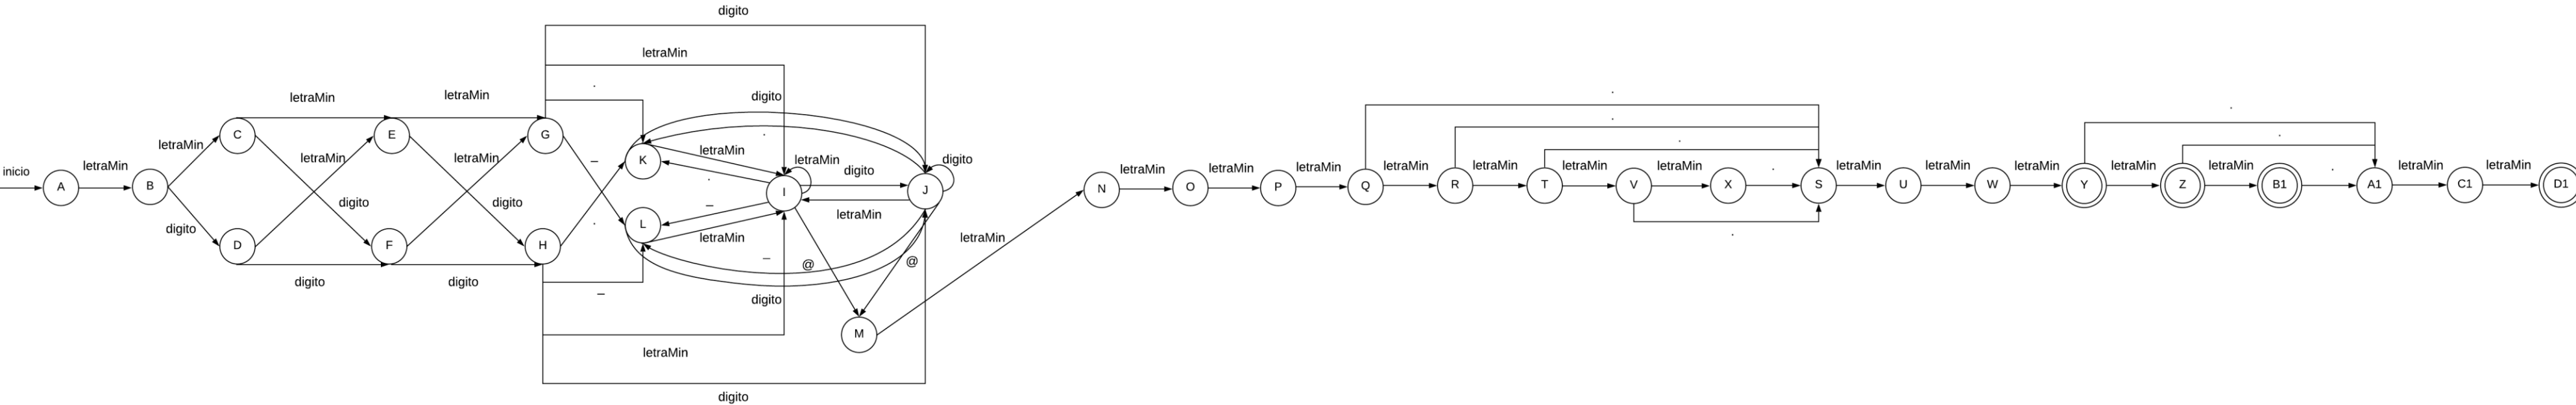 digito
letraMin
.
digito
letraMin
letraMin
.
.
.
.
.
.
letraMin
letraMin
letraMin
letraMin
_
letraMin
letraMin
digito
digito
inicio
letraMin
A
B
C
E
G
K
I
J
letraMin
letraMin
letraMin
letraMin
letraMin
letraMin
letraMin
.
letraMin
letraMin
letraMin
letraMin
letraMin
.
letraMin
letraMin
N
O
P
Q
R
T
V
X
S
U
W
Y
Z
B1
A1
C1
D1
.
_
digito
digito
digito
.
L
letraMin
letraMin
letraMin
.
D
F
H
_
@
@
digito
digito
_
digito
M
letraMin
digito